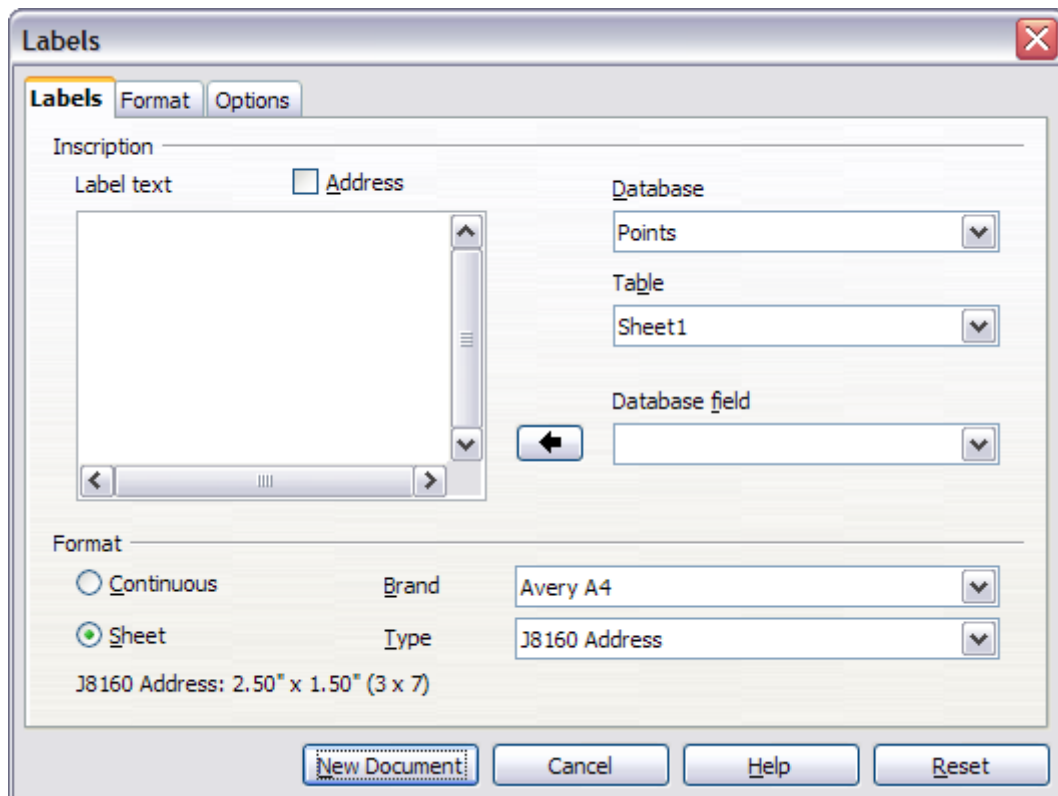 Labels
Labels Format Options
Inscription
Label text Address
Database
Points
Table
Sheet1
Database field
Format
Continuous Brand Avery A4
Sheet Type J8160 Address
J8160 Address: 2.50" x 1.50" (3 x 7)
New Document Cancel Help Reset